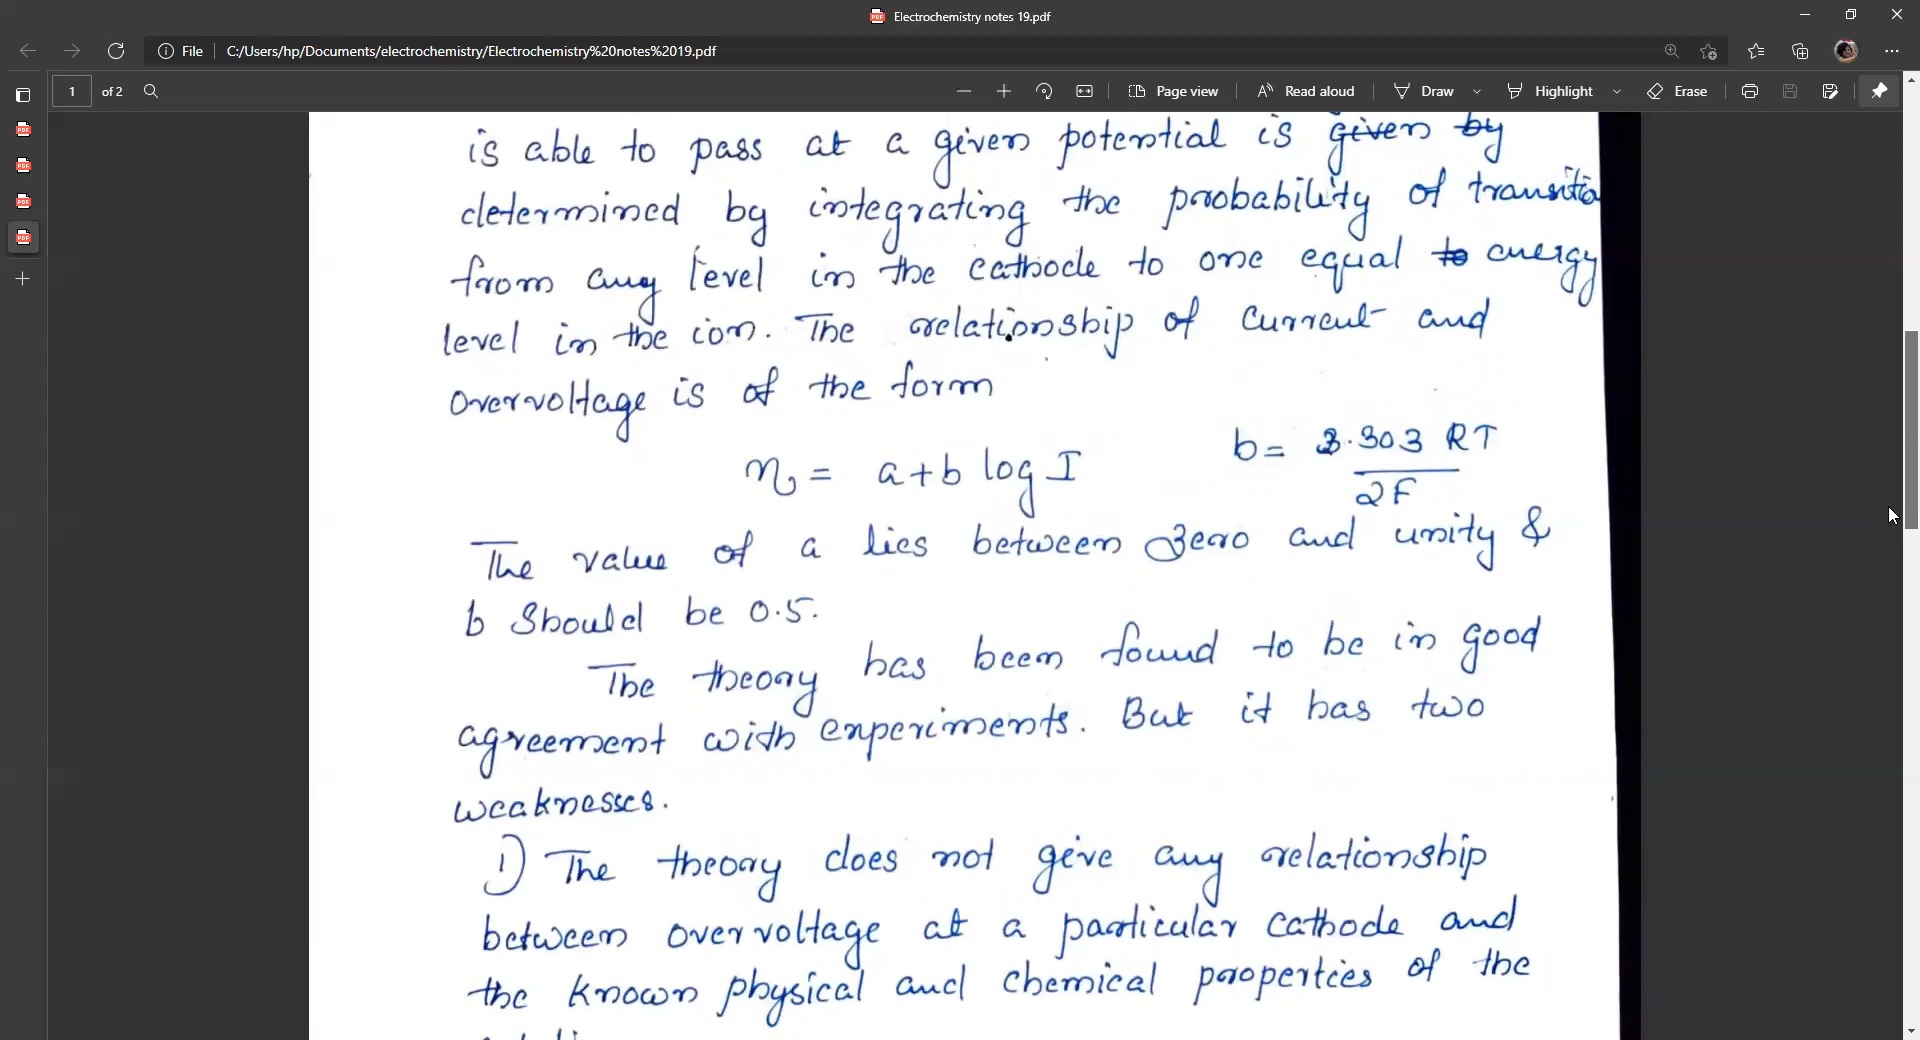 Electrochemistry notes 19.pdf
File C:/Users/hp/Documents/electrochemistry/Electrochemistry%20notes%2019.pdf
1 of 2 Page view Read aloud Draw Highlight Erase
is able to pass at a given potential is given by
determined by integrating the probability of transitio
from any level in the cathode to one equal to energy
level in the ion. The relationship of current and
overvoltage is of the form
η = a+b log I b = 2.303 RT
2F
The value of a lies between Zero and unity &
b Should be 0.5.
The theory has been found to be in good
agreement with experiments. But it has two
weaknesses.
1) The theory does not give any relationship
between overvoltage at a particular cathode and
the known physical and chemical properties of the